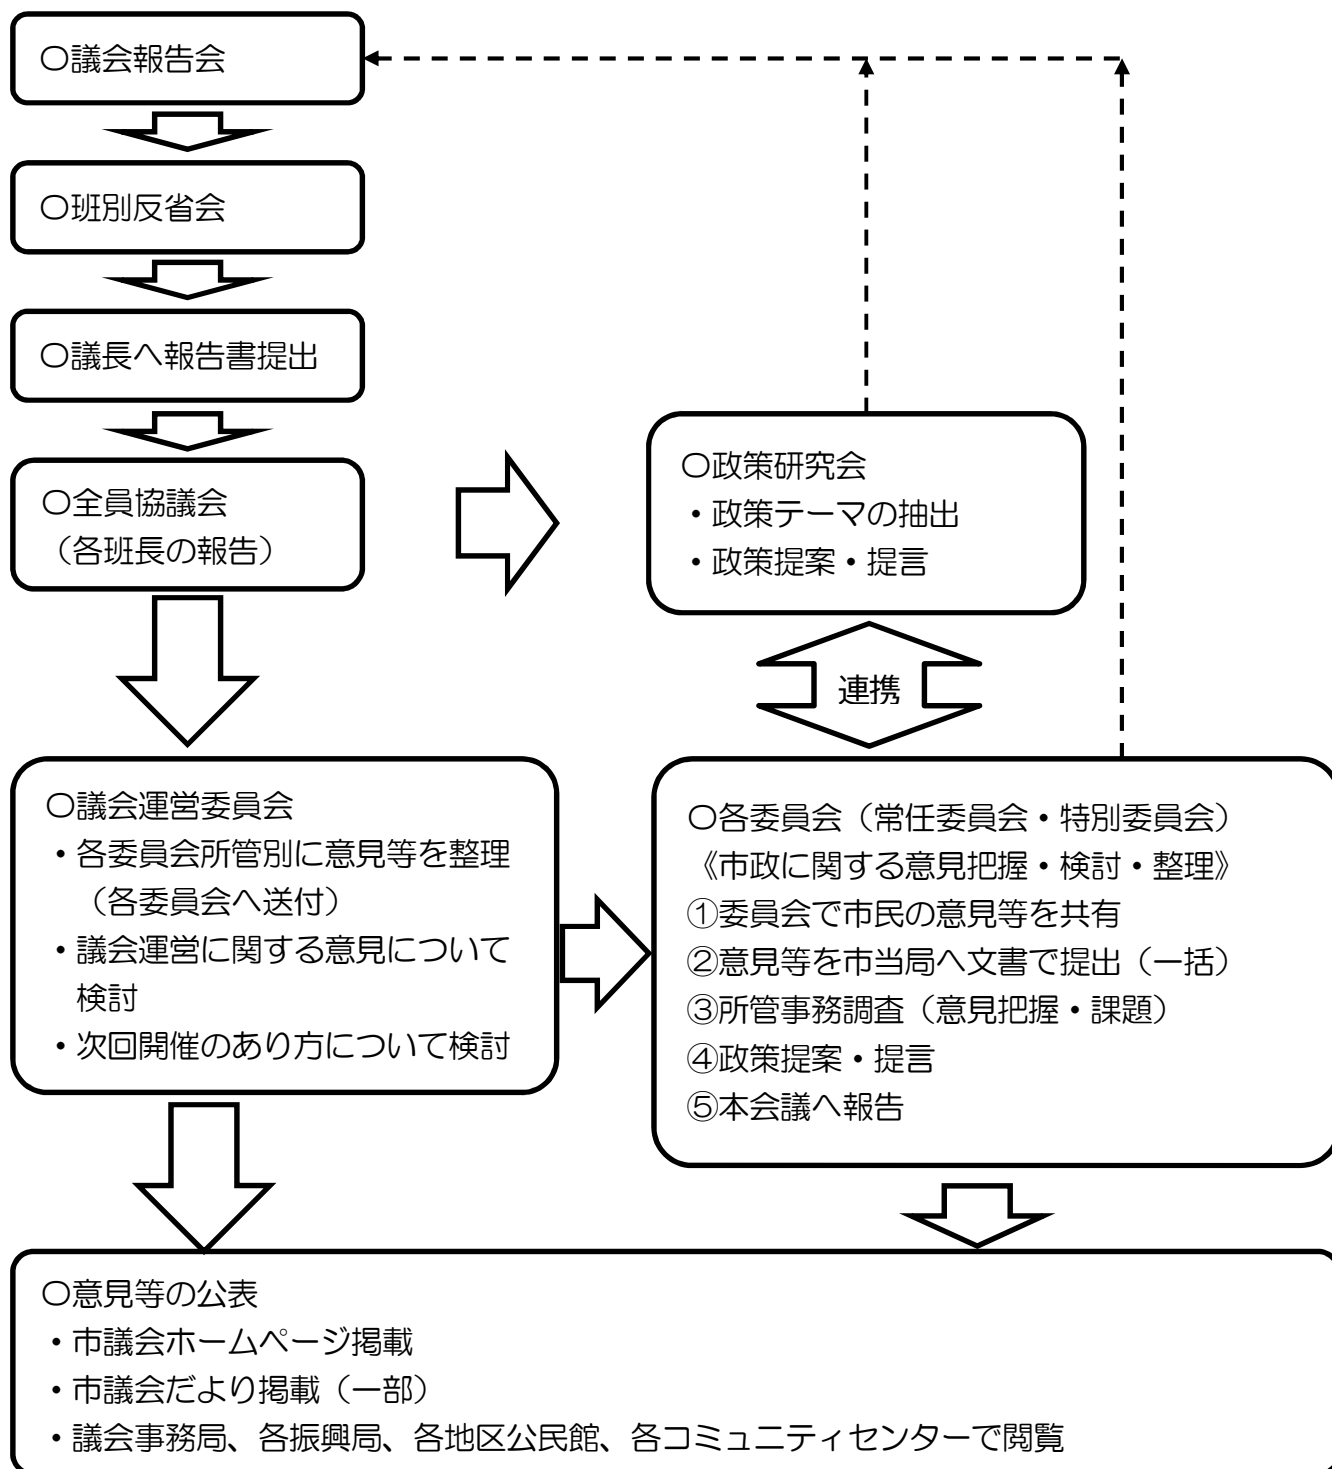 〇議会報告会
〇班別反省会
〇議長へ報告書提出
〇全員協議会
（各班長の報告）
〇政策研究会
・政策テーマの抽出
・政策提案・提言
連携
〇議会運営委員会
・各委員会所管別に意見等を整理
（各委員会へ送付）
・議会運営に関する意見について
検討
・次回開催のあり方について検討
〇各委員会（常任委員会・特別委員会）
《市政に関する意見把握・検討・整理》
①委員会で市民の意見等を共有
②意見等を市当局へ文書で提出（一括）
③所管事務調査（意見把握・課題）
④政策提案・提言
⑤本会議へ報告
〇意見等の公表
・市議会ホームページ掲載
・市議会だより掲載（一部）
・議会事務局、各振興局、各地区公民館、各コミュニティセンターで閲覧